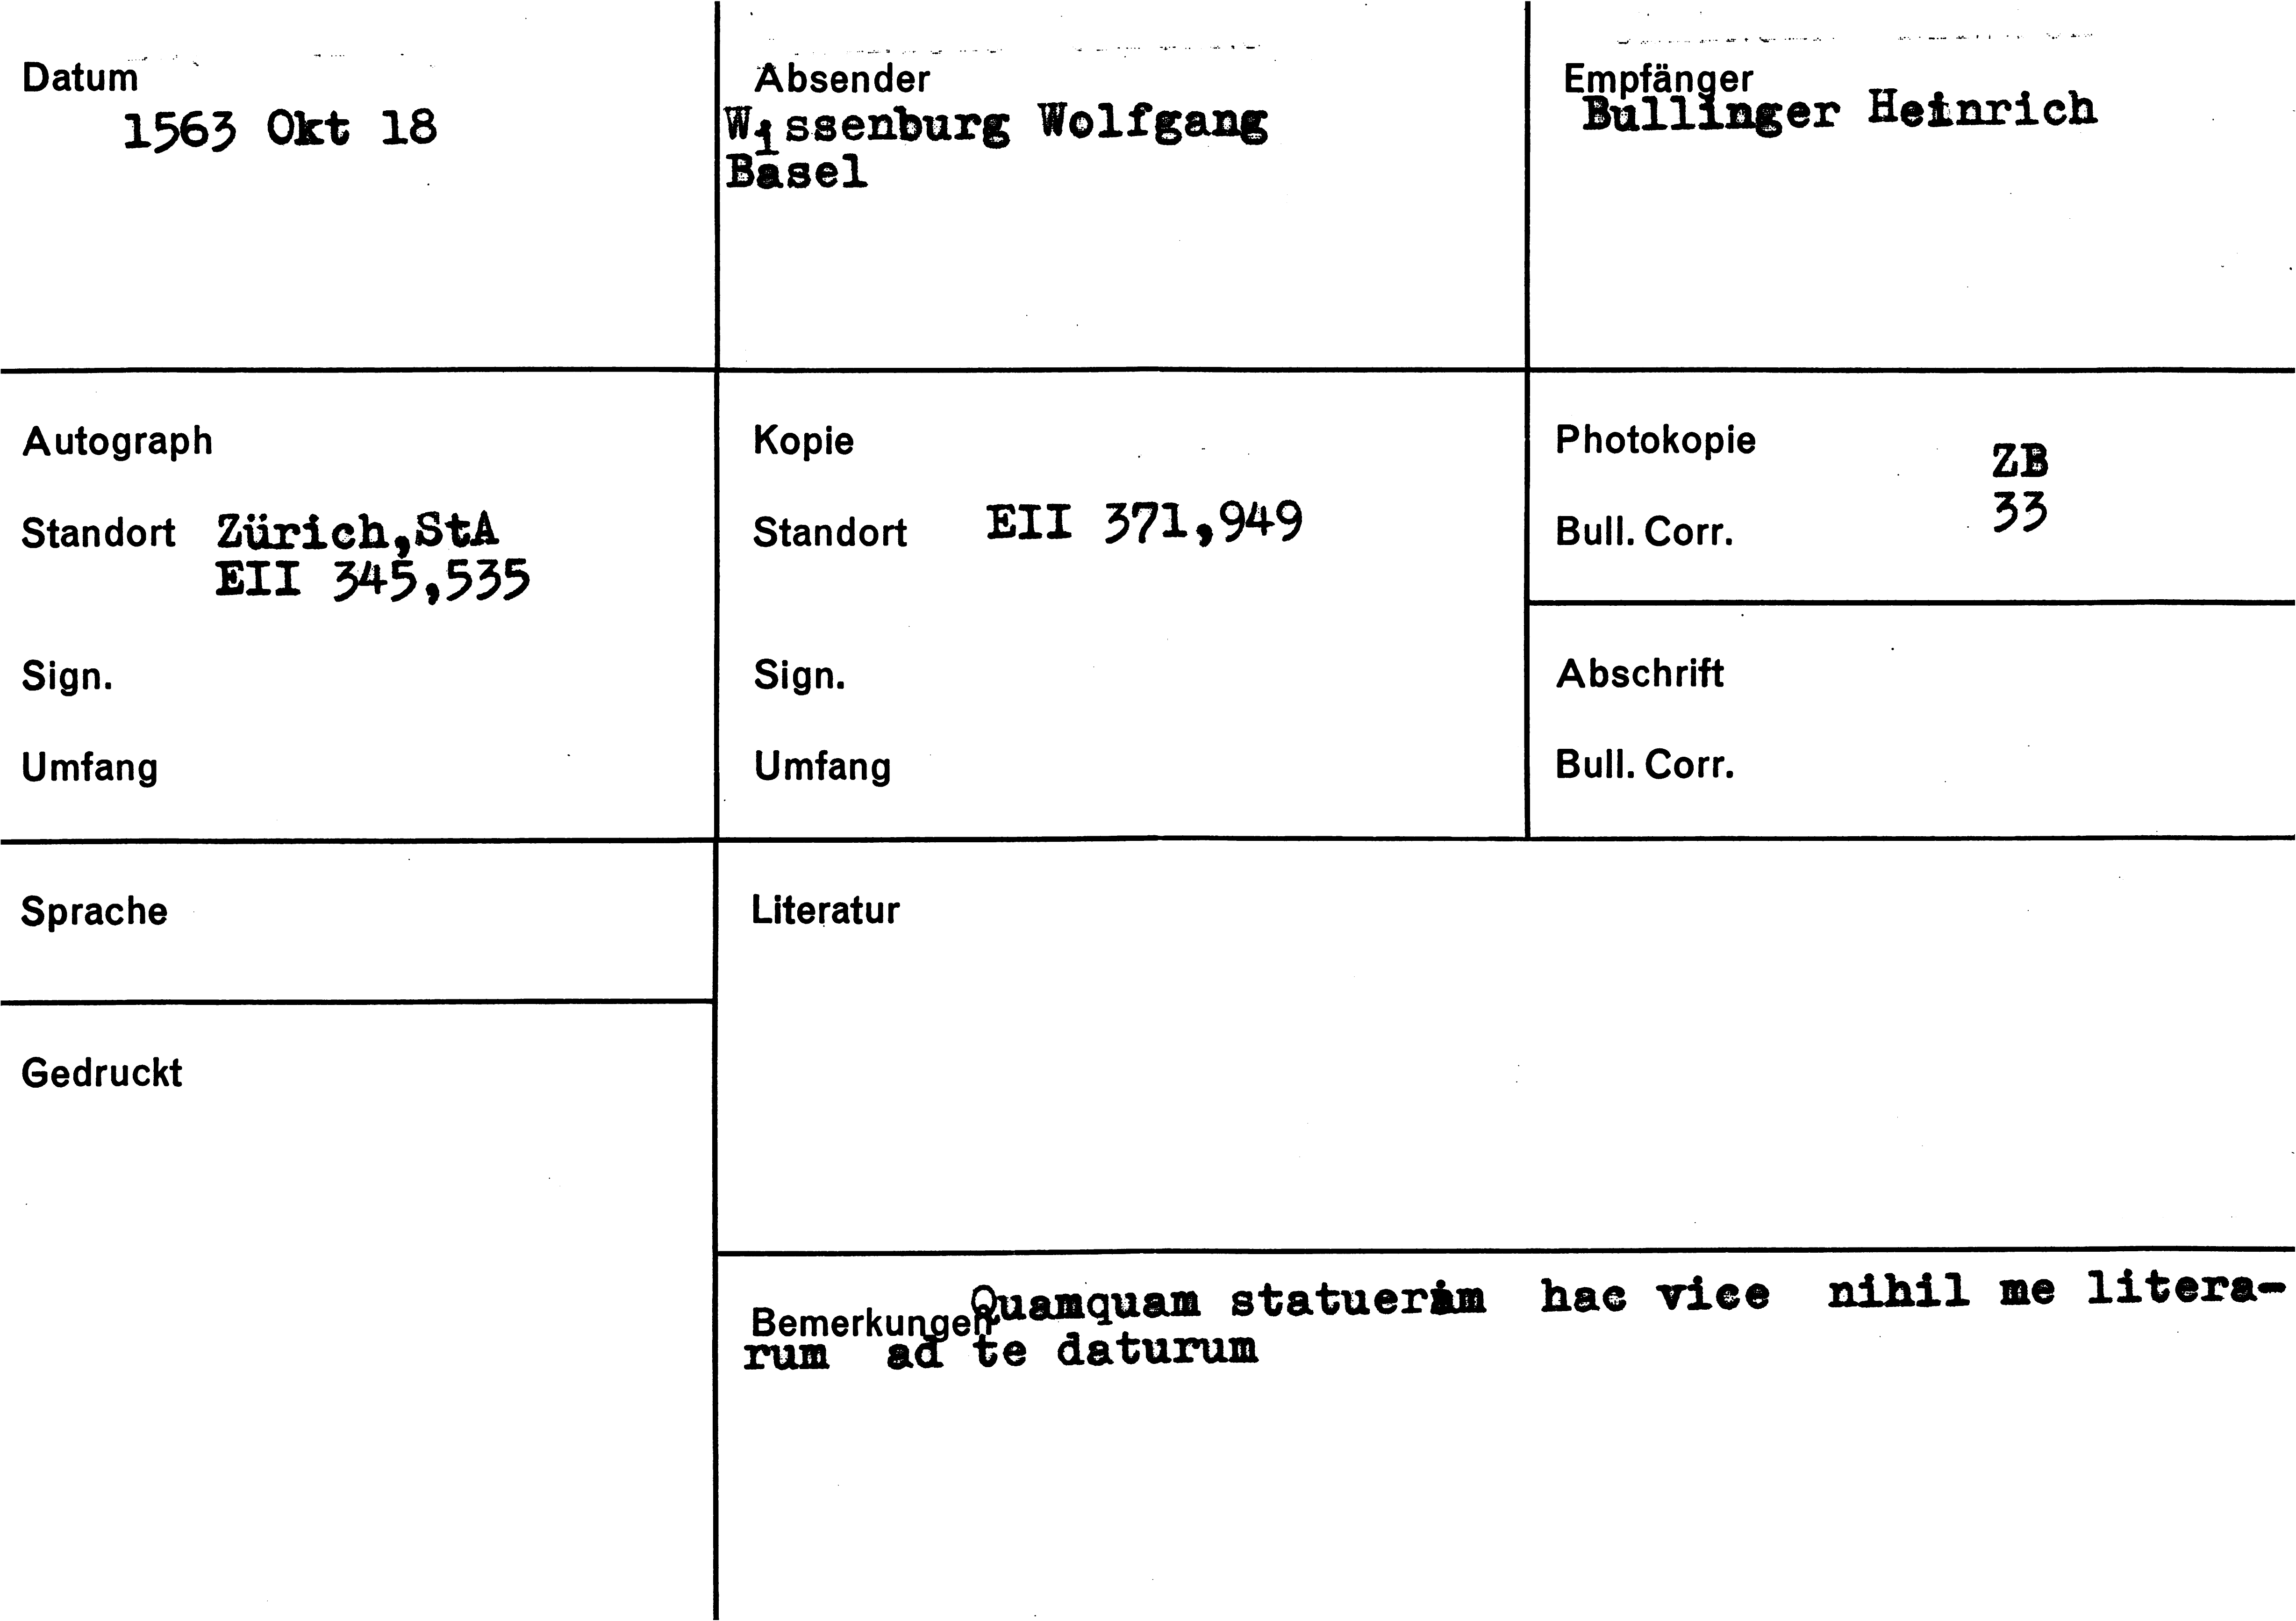 Datum
1563 Okt 18
Absender
Wissenburg Wolfgang
Basel
Empfänger
Bullinger Heinrich
Autograph
Standort Zürich,StA
EII 345,535
Sign.
Umfang
Kopie
Standort EII 371,949
Sign.
Umfang
Photokopie ZB
Bull. Corr. 33
Abschrift
Bull. Corr.
Sprache
Literatur
Gedruckt
Bemerkungen Quamquam statueram hac vice nihil me litera-
rum ad te daturum